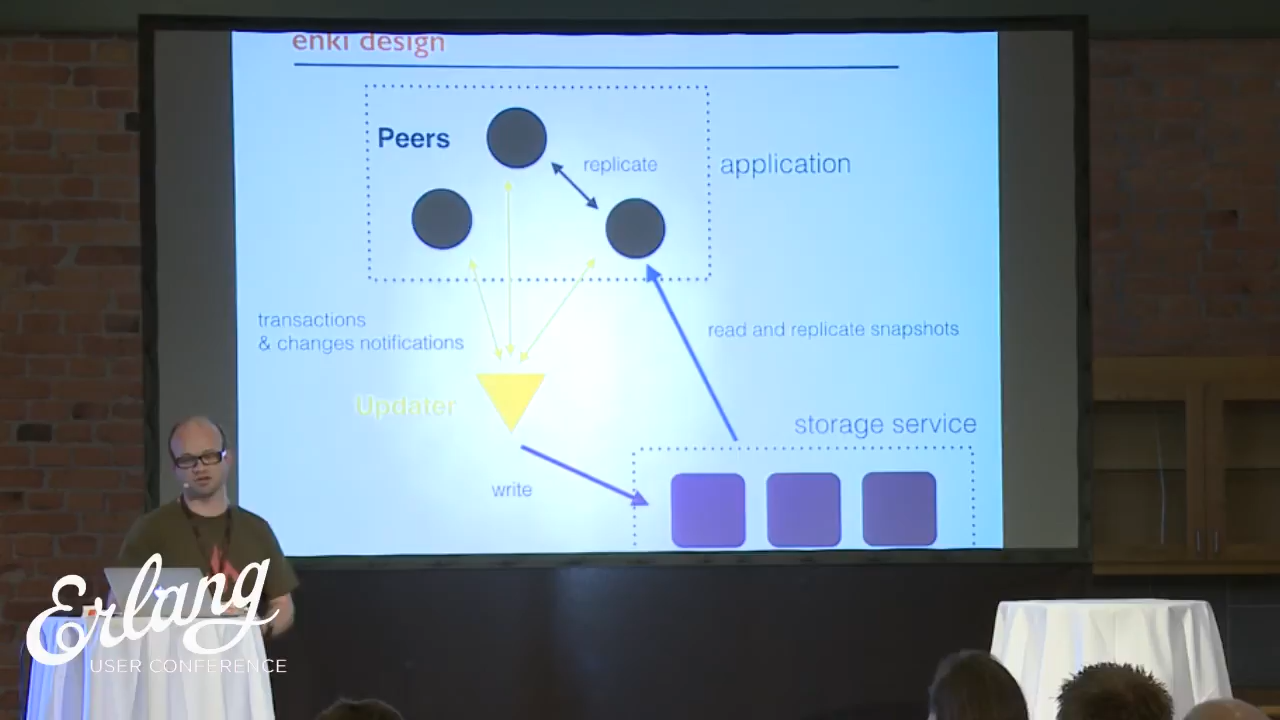 enki design
Peers
replicate
application
transactions
& changes notifications
read and replicate snapshots
Updater
storage service
write
Erlang
USER CONFERENCE